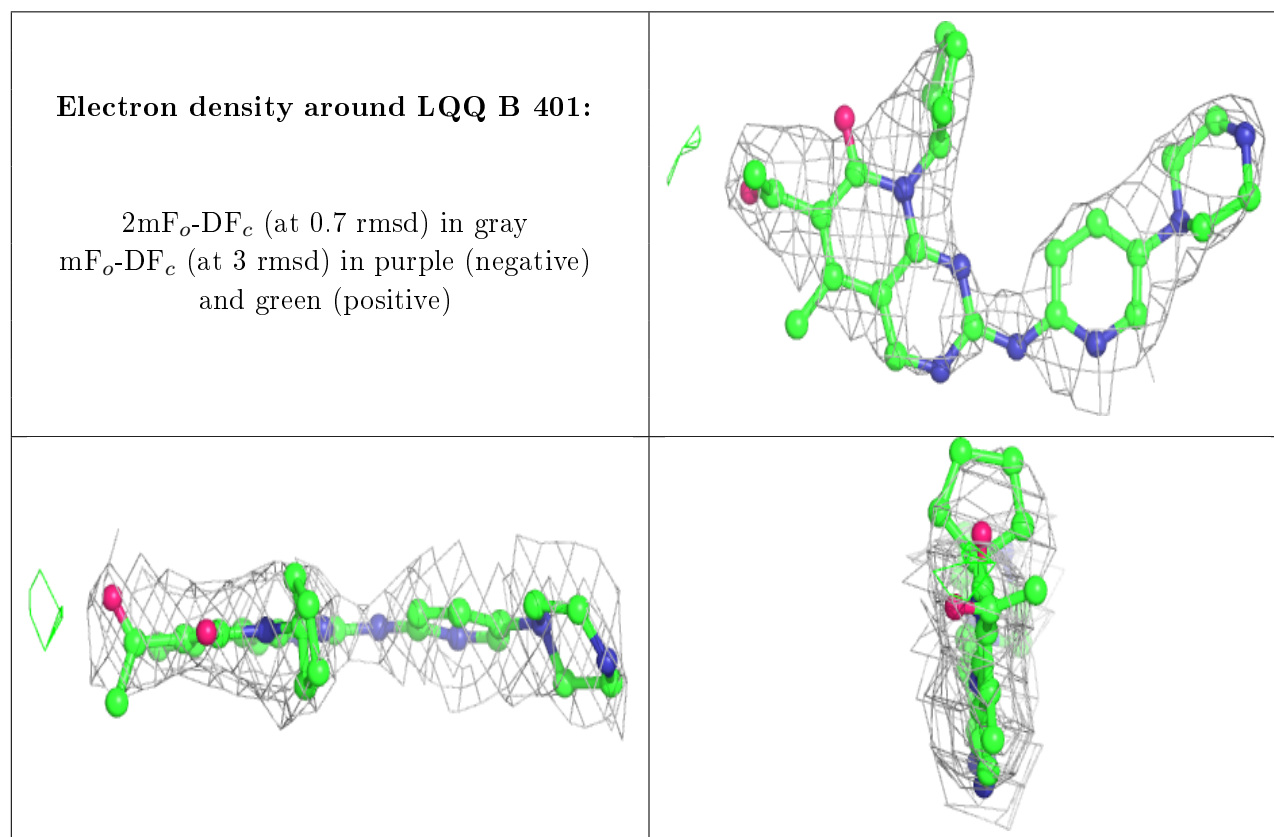 Electron density around LQQ B 401:
2mFo-DFc (at 0.7 rmsd) in gray
mFo-DFc (at 3 rmsd) in purple (negative)
and green (positive)